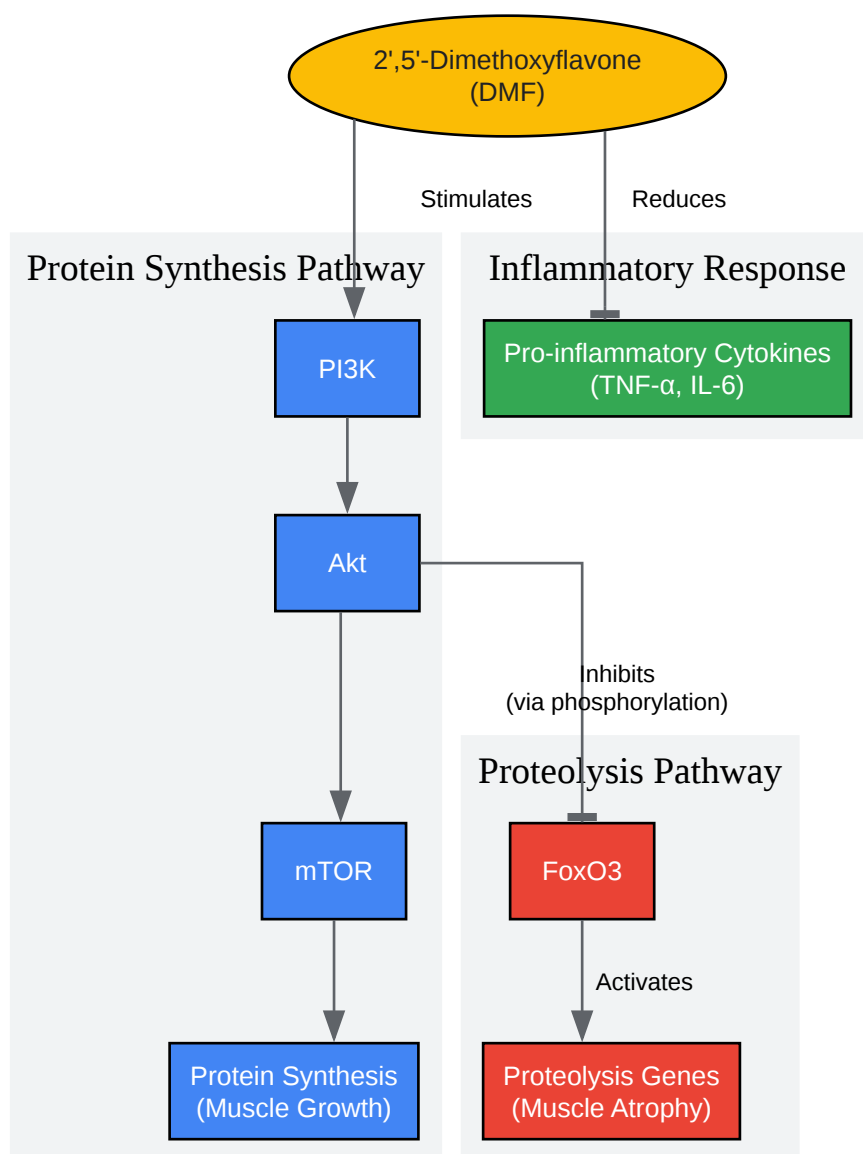 2',5'-Dimethoxyflavone
(DMF)
Stimulates
Reduces
Protein Synthesis Pathway
Inflammatory Response
PI3K
Pro-inflammatory Cytokines
(TNF-α, IL-6)
Akt
Inhibits
(via phosphorylation)
Proteolysis Pathway
mTOR
FoxO3
Activates
Protein Synthesis
(Muscle Growth)
Proteolysis Genes
(Muscle Atrophy)